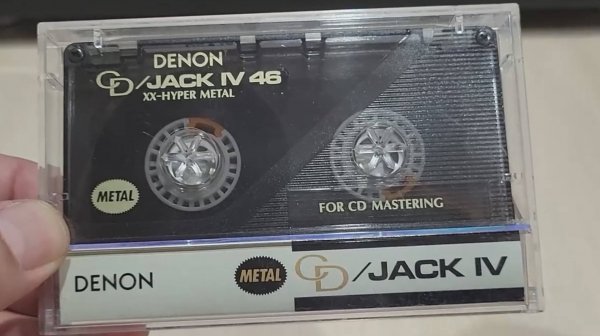 DENON
CD/JACK IV 46
XX-HYPER METAL
METAL
FOR CD MASTERING
DENON
METAL
CD/JACK IV